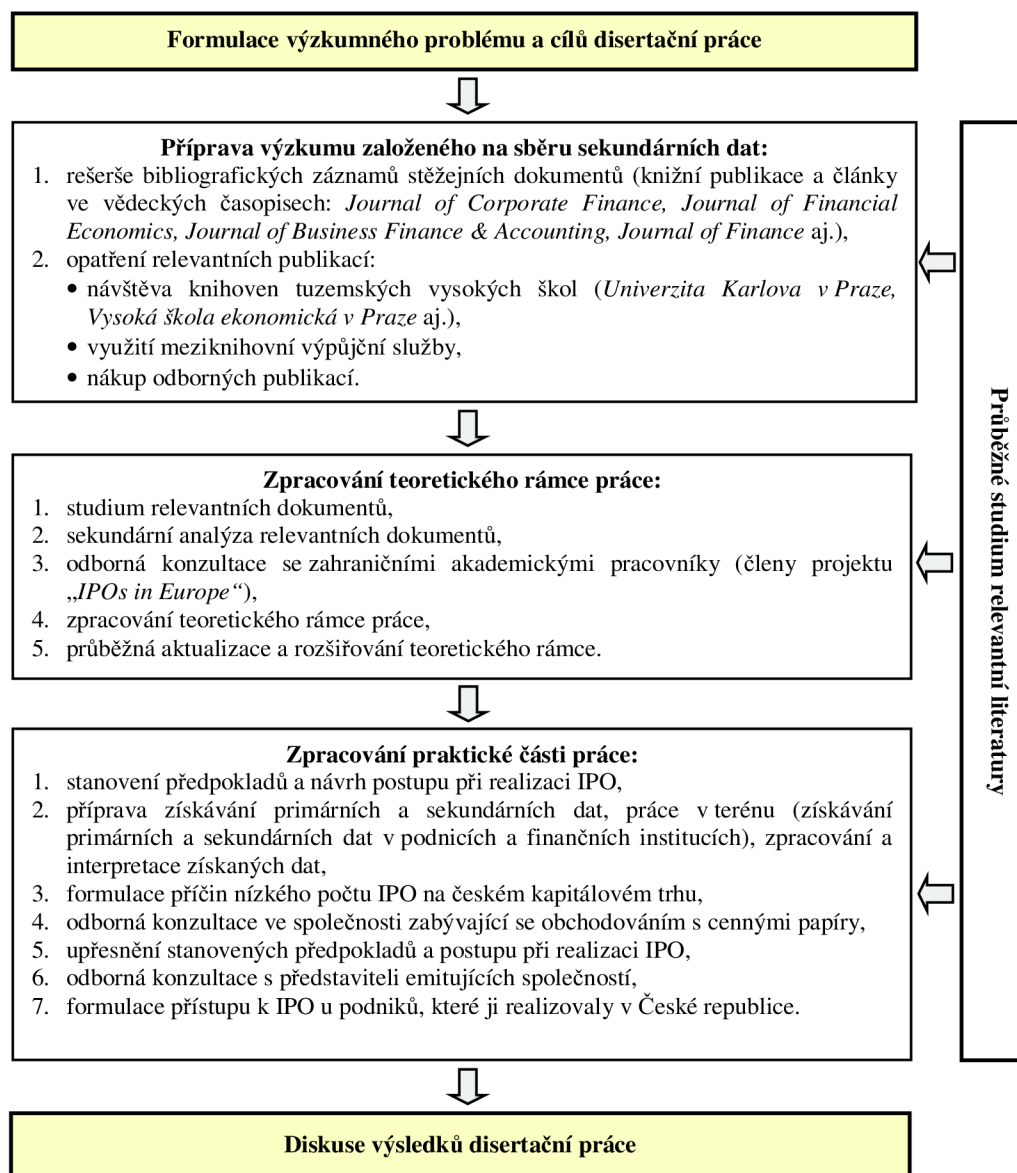 Formulace výzkumného problému a cílů disertační práce
Příprava výzkumu založeného na sběru sekundárních dat:
1. rešerše bibliografických záznamů stěžejních dokumentů (knižní publikace a články
ve vědeckých časopisech: Journal of Corporate Finance, Journal of Financial
Economics, Journal of Business Finance & Accounting, Journal of Finance aj.),
2. opatření relevantních publikací:
• návštěva knihoven tuzemských vysokých škol (Univerzita Karlova v Praze,
Vysoká škola ekonomická v Praze aj.),
• využití meziknihovní výpůjční služby,
• nákup odborných publikací.
Zpracování teoretického rámce práce:
1. studium relevantních dokumentů,
2. sekundární analýza relevantních dokumentů,
3. odborná konzultace se zahraničními akademickými pracovníky (členy projektu
„IPOs in Europe“),
4. zpracování teoretického rámce práce,
5. průběžná aktualizace a rozšiřování teoretického rámce.
Zpracování praktické části práce:
1. stanovení předpokladů a návrh postupu při realizaci IPO,
2. příprava získávání primárních a sekundárních dat, práce v terénu (získávání
primárních a sekundárních dat v podnicích a finančních institucích), zpracování a
interpretace získaných dat,
3. formulace příčin nízkého počtu IPO na českém kapitálovém trhu,
4. odborná konzultace ve společnosti zabývající se obchodováním s cennými papíry,
5. upřesnění stanovených předpokladů a postupu při realizaci IPO,
6. odborná konzultace s představiteli emitujících společností,
7. formulace přístupu k IPO u podniků, které ji realizovaly v České republice.
Diskuse výsledků disertační práce
Průběžné studium relevantní literatury